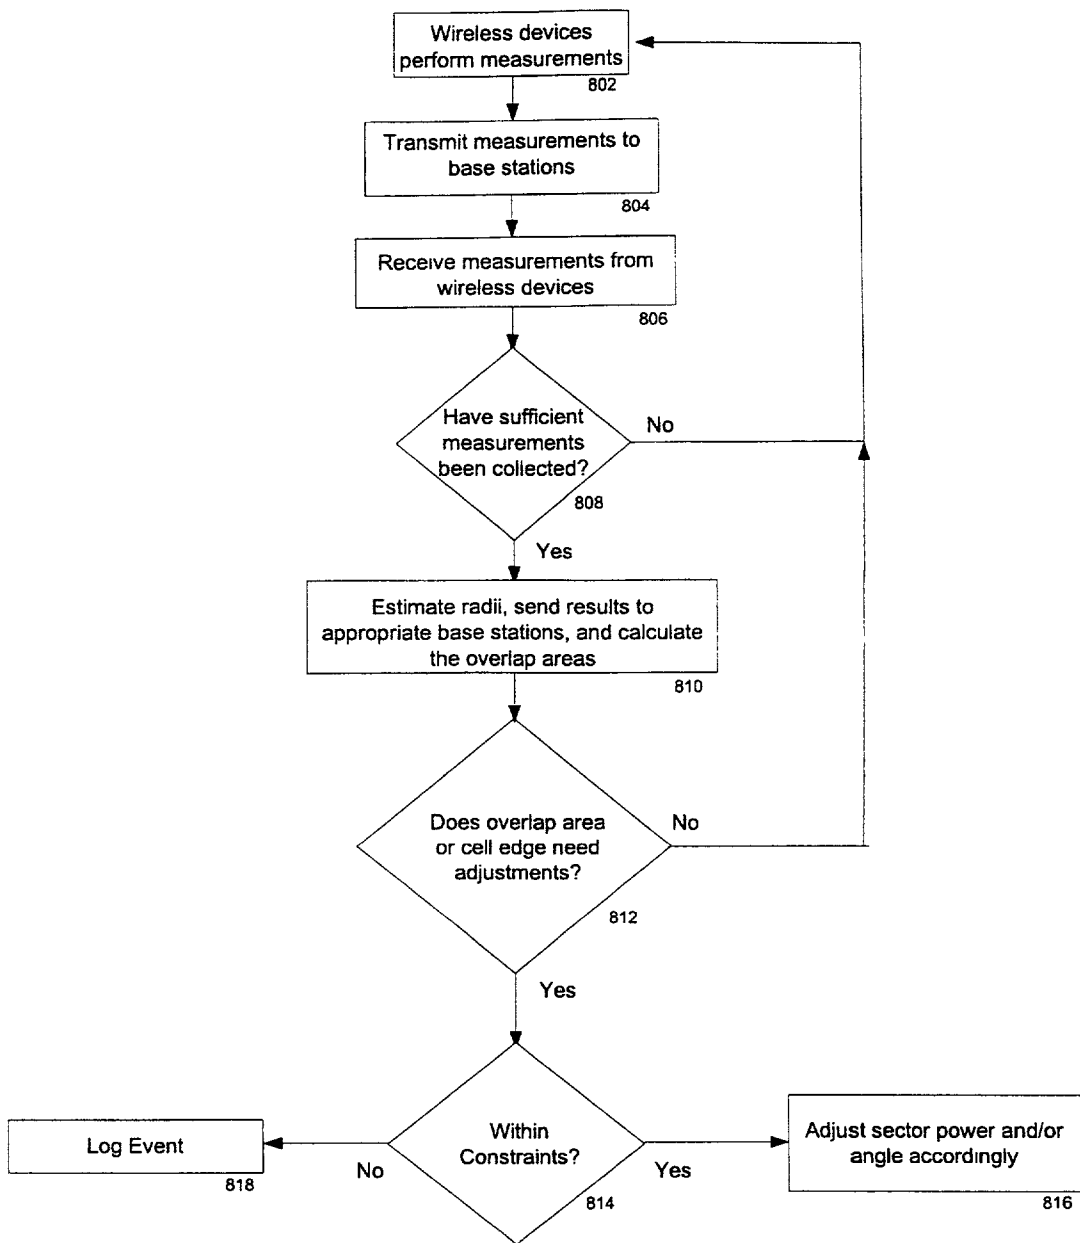 Wireless devices
perform measurements
802
Transmit measurements to
base stations
804
Receive measurements from
wireless devices
806
Have sufficient
measurements
been collected?
No
808
Yes
Estimate radii, send results to
appropriate base stations, and calculate
the overlap areas
810
Does overlap area
or cell edge need
adjustments?
No
812
Yes
Within
Constraints?
814
No
Yes
Log Event
818
Adjust sector power and/or
angle accordingly
816